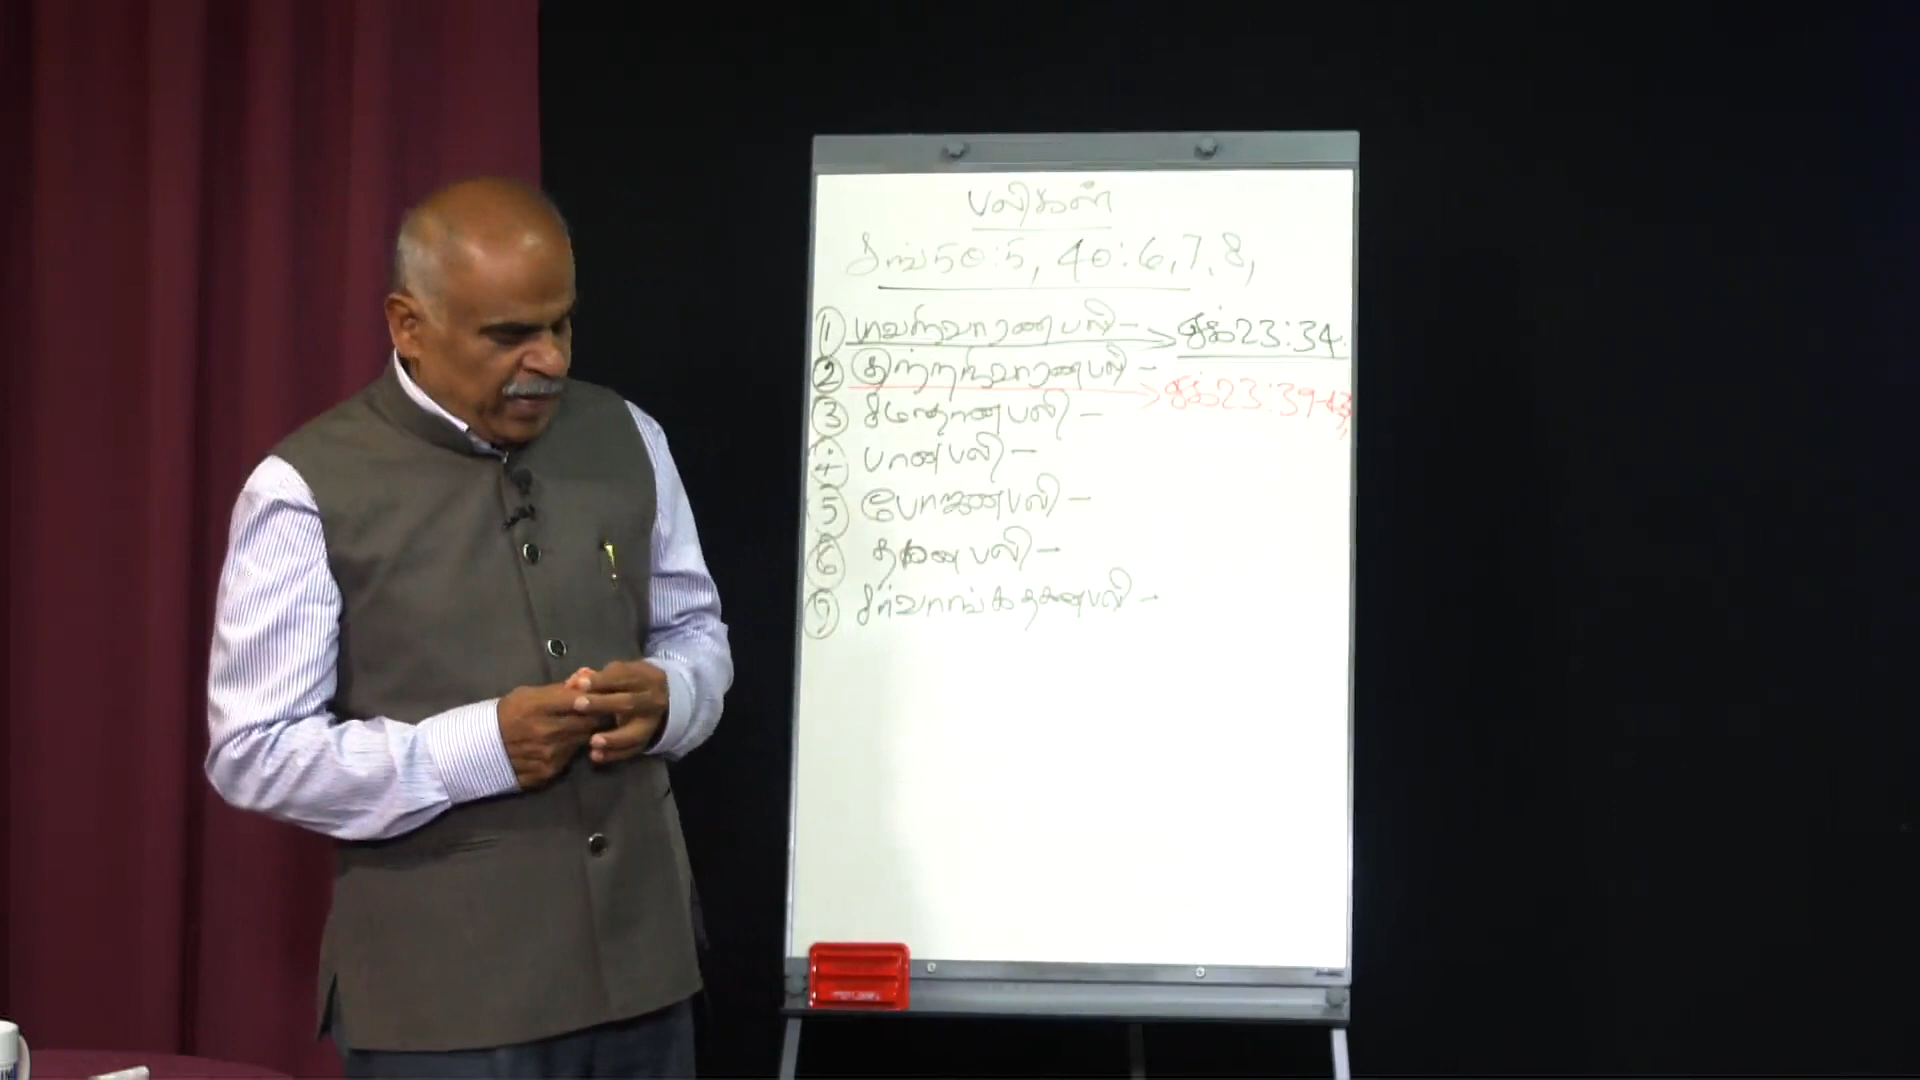 பலிகள்
சங் 50:5, 40:6,7,8,
① பாவநிவாரணபலி – → லூக் 23:34
② குற்றநிவாரணபலி – → லூக் 23:39-43,
③ சமாதானபலி –
④ பானபலி –
⑤ போஜனபலி –
⑥ தகனபலி –
⑦ சர்வாங்க தகனபலி –